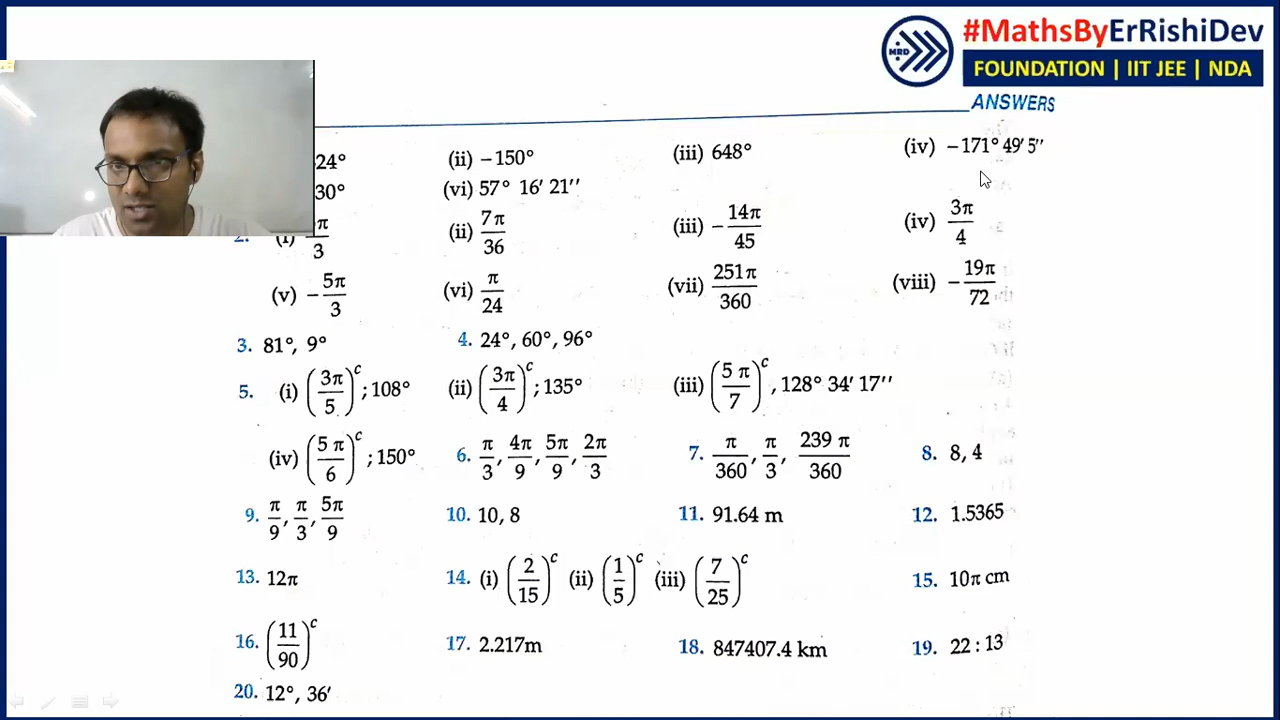 #MathsByErRishiDev
MRD
FOUNDATION | IIT JEE | NDA
ANSWERS
24° (ii) −150° (iii) 648° (iv) −171° 49′ 5′′
30° (vi) 57° 16′ 21′′
2. (i) π/3 (ii) 7π/36 (iii) −14π/45 (iv) 3π/4
(v) −5π/3 (vi) π/24 (vii) 251π/360 (viii) −19π/72
3. 81°, 9° 4. 24°, 60°, 96°
5. (i) (3π/5)^c ; 108° (ii) (3π/4)^c ; 135° (iii) (5 π/7)^c , 128° 34′ 17′′
(iv) (5 π/6)^c ; 150° 6. π/3, 4π/9, 5π/9, 2π/3 7. π/360, π/3, 239 π/360 8. 8, 4
9. π/9, π/3, 5π/9 10. 10, 8 11. 91.64 m 12. 1.5365
13. 12π 14. (i) (2/15)^c (ii) (1/5)^c (iii) (7/25)^c 15. 10π cm
16. (11/90)^c 17. 2.217m 18. 847407.4 km 19. 22 : 13
20. 12°, 36′